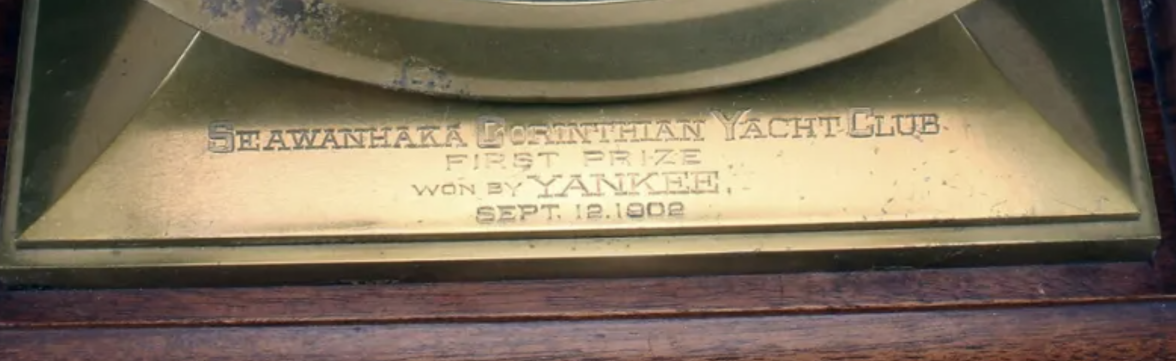 SEAWANHAKA CORINTHIAN YACHT CLUB
FIRST PRIZE
WON BY YANKEE,
SEPT. 12. 1902